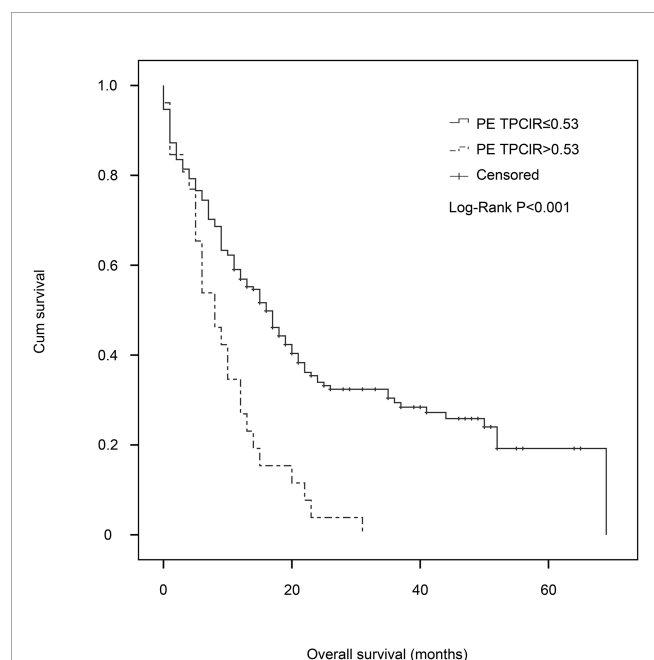 1.0
0.8
0.6
0.4
0.2
0
Cum survival
PE TPCIR≤0.53
PE TPCIR>0.53
Censored
Log-Rank P<0.001
0 20 40 60
Overall survival (months)